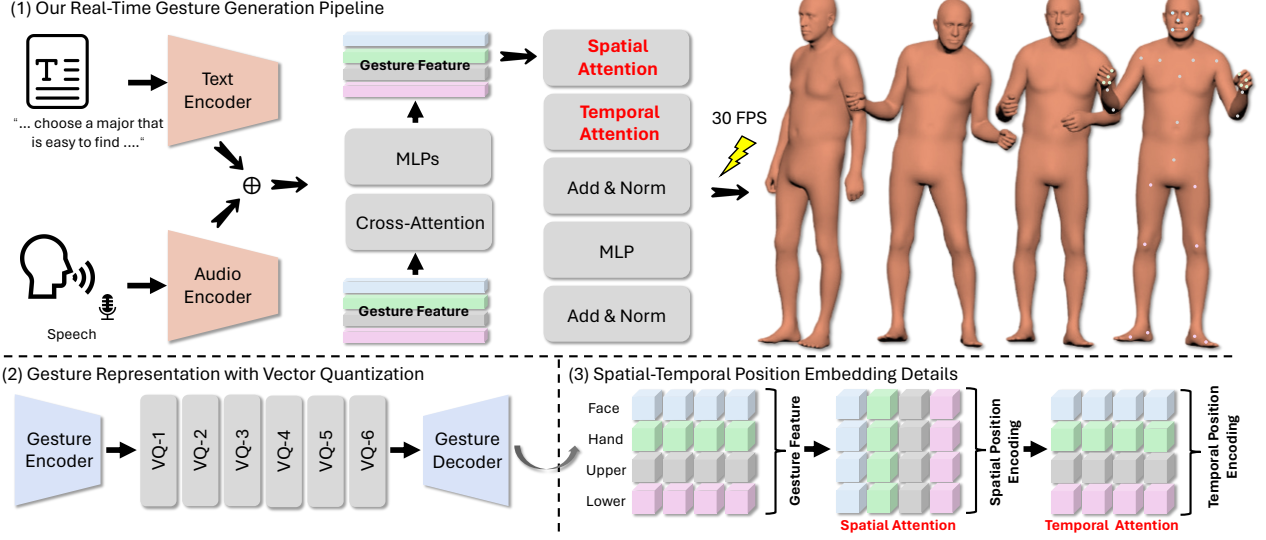 (1) Our Real-Time Gesture Generation Pipeline
T
Text
Encoder
"... choose a major that
is easy to find ...."
Speech
Audio
Encoder
⊕
Gesture Feature
MLPs
Cross-Attention
Gesture Feature
Spatial
Attention
Temporal
Attention
Add & Norm
MLP
Add & Norm
30 FPS
(2) Gesture Representation with Vector Quantization
Gesture
Encoder
VQ-1
VQ-2
VQ-3
VQ-4
VQ-5
VQ-6
Gesture
Decoder
(3) Spatial-Temporal Position Embedding Details
Face
Hand
Upper
Lower
Gesture Feature
Spatial Attention
Spatial Position
Encoding
Temporal Attention
Temporal Position
Encoding